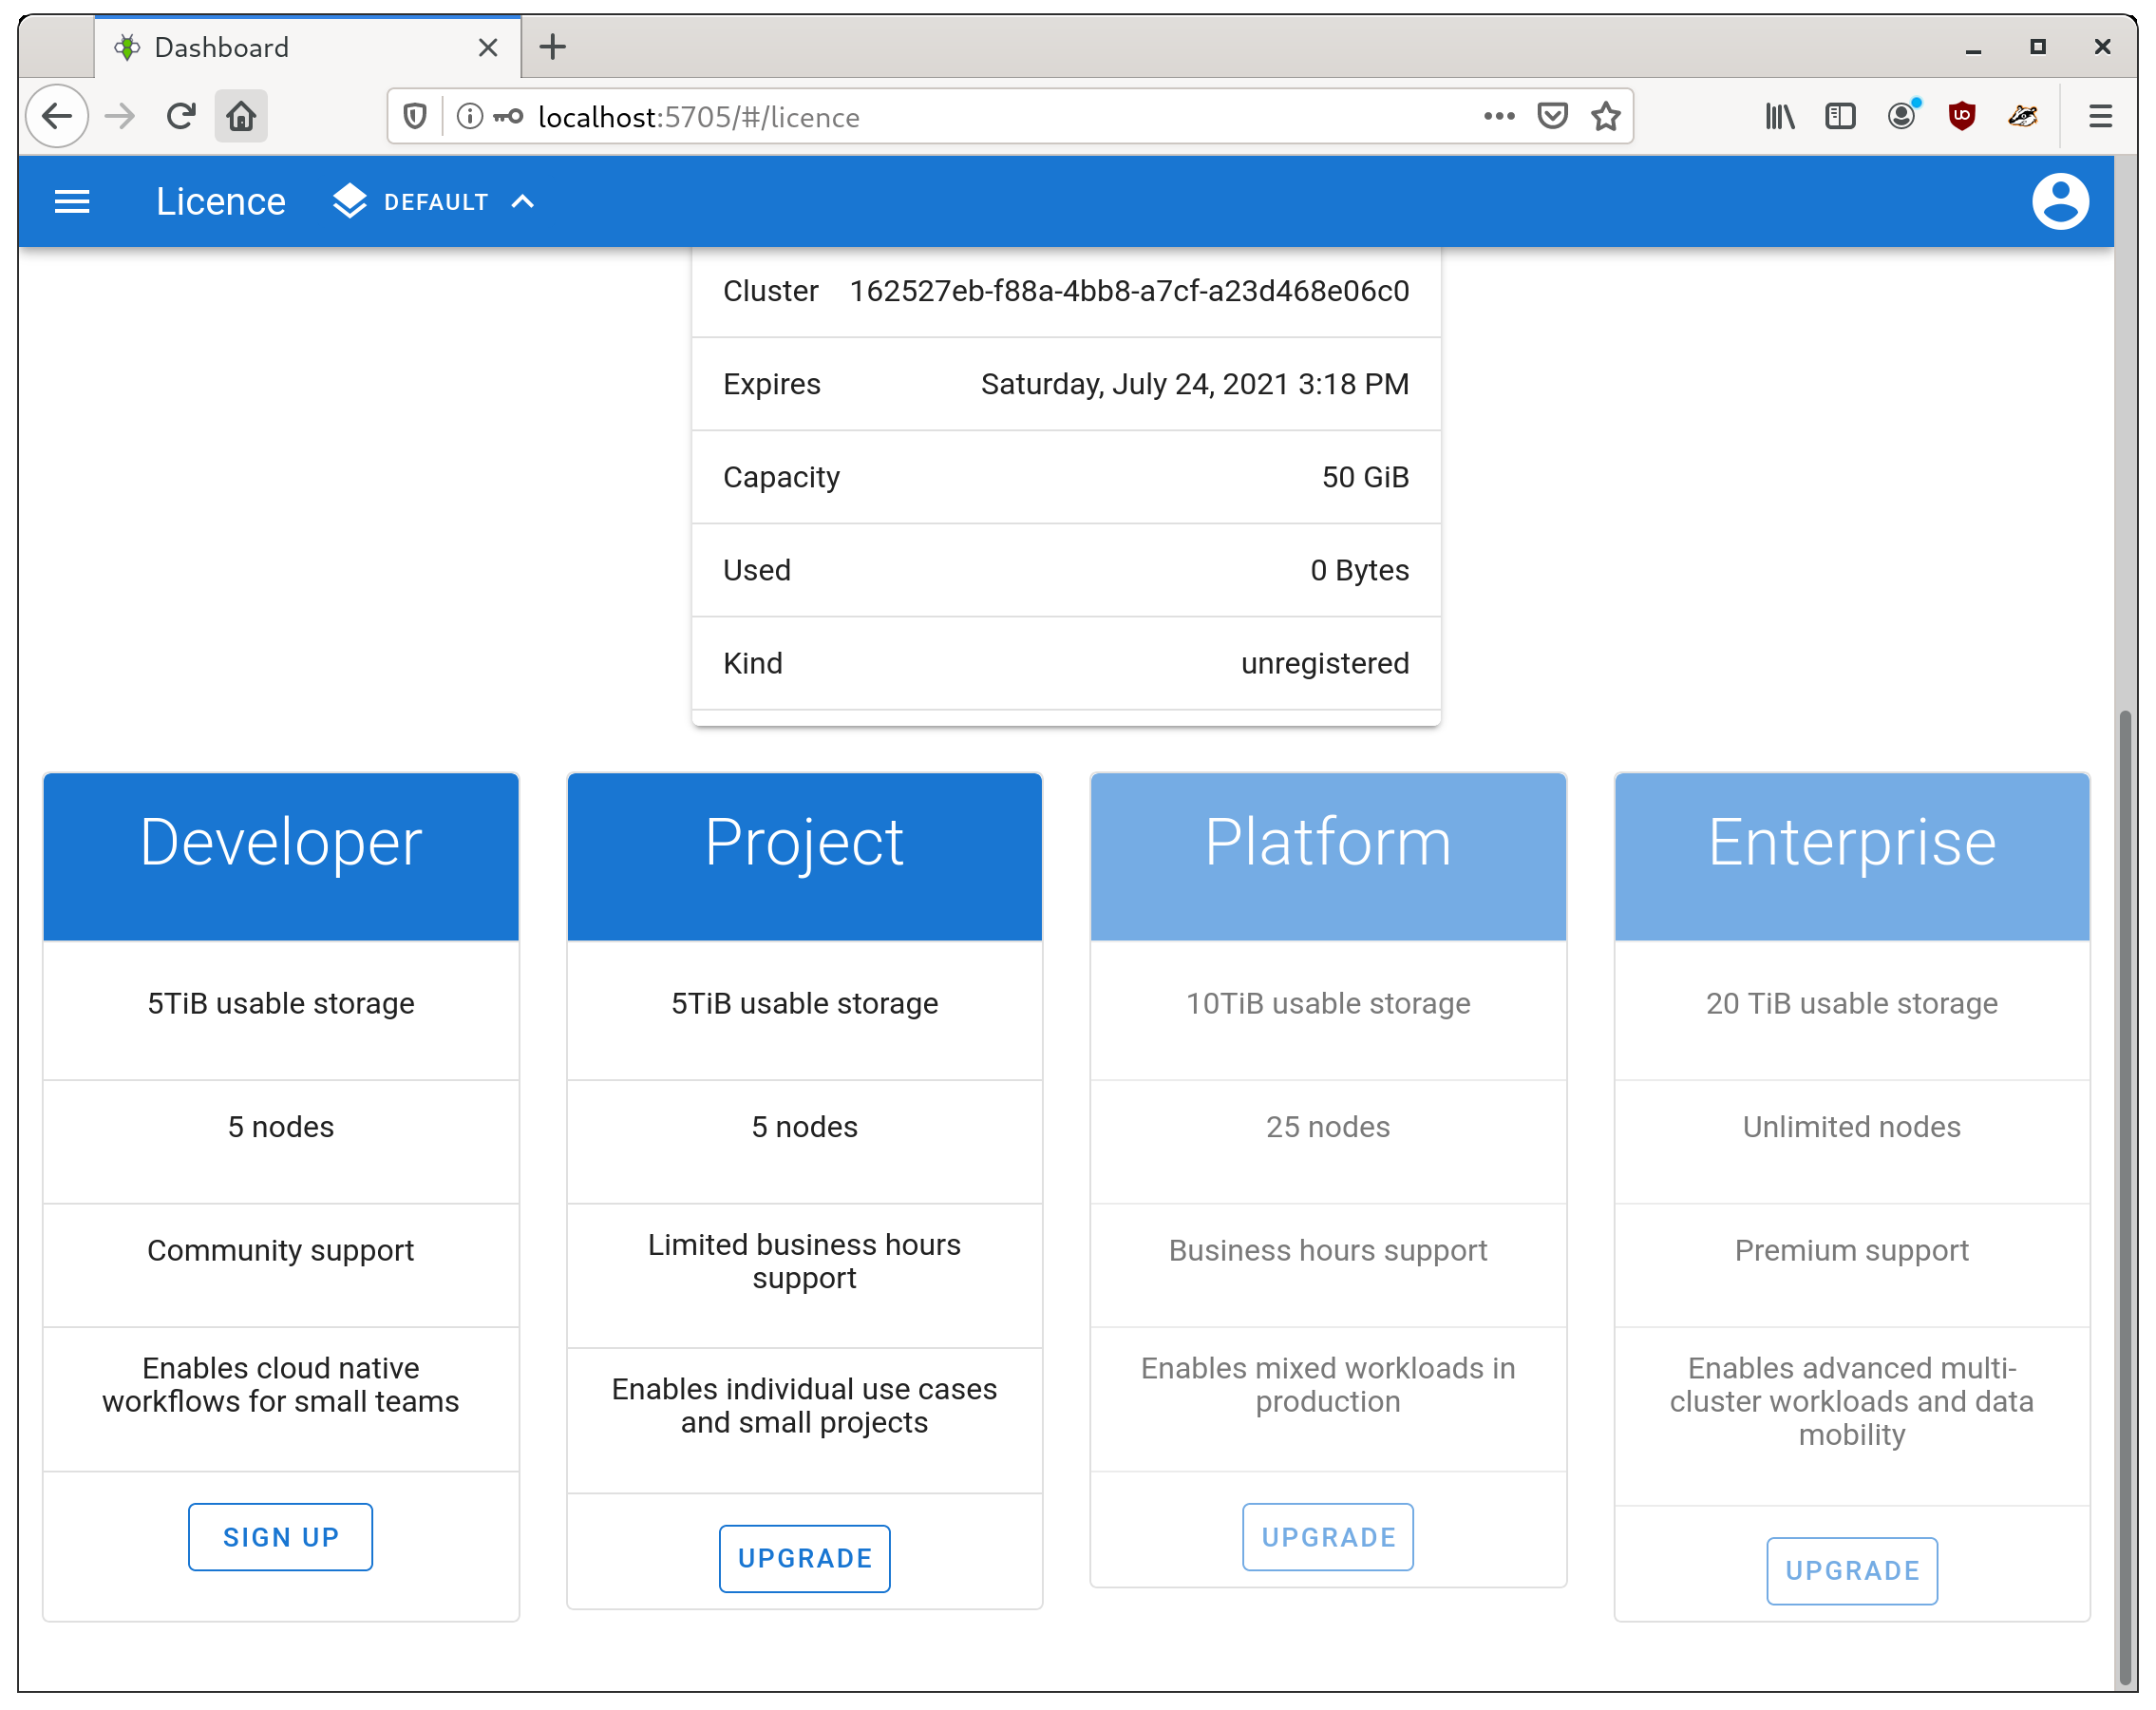 Dashboard
localhost:5705/#/licence
Licence DEFAULT
Cluster 162527eb-f88a-4bb8-a7cf-a23d468e06c0
Expires Saturday, July 24, 2021 3:18 PM
Capacity 50 GiB
Used 0 Bytes
Kind unregistered
Developer
5TiB usable storage
5 nodes
Community support
Enables cloud native
workflows for small teams
SIGN UP
Project
5TiB usable storage
5 nodes
Limited business hours
support
Enables individual use cases
and small projects
UPGRADE
Platform
10TiB usable storage
25 nodes
Business hours support
Enables mixed workloads in
production
UPGRADE
Enterprise
20 TiB usable storage
Unlimited nodes
Premium support
Enables advanced multi-
cluster workloads and data
mobility
UPGRADE